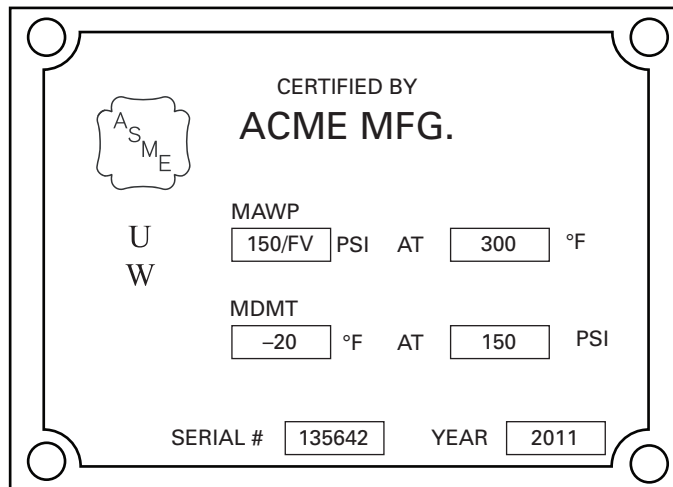 CERTIFIED BY
ACME MFG.
ASME
U
W
MAWP
150/FV PSI AT 300 °F
MDMT
–20 °F AT 150 PSI
SERIAL # 135642 YEAR 2011